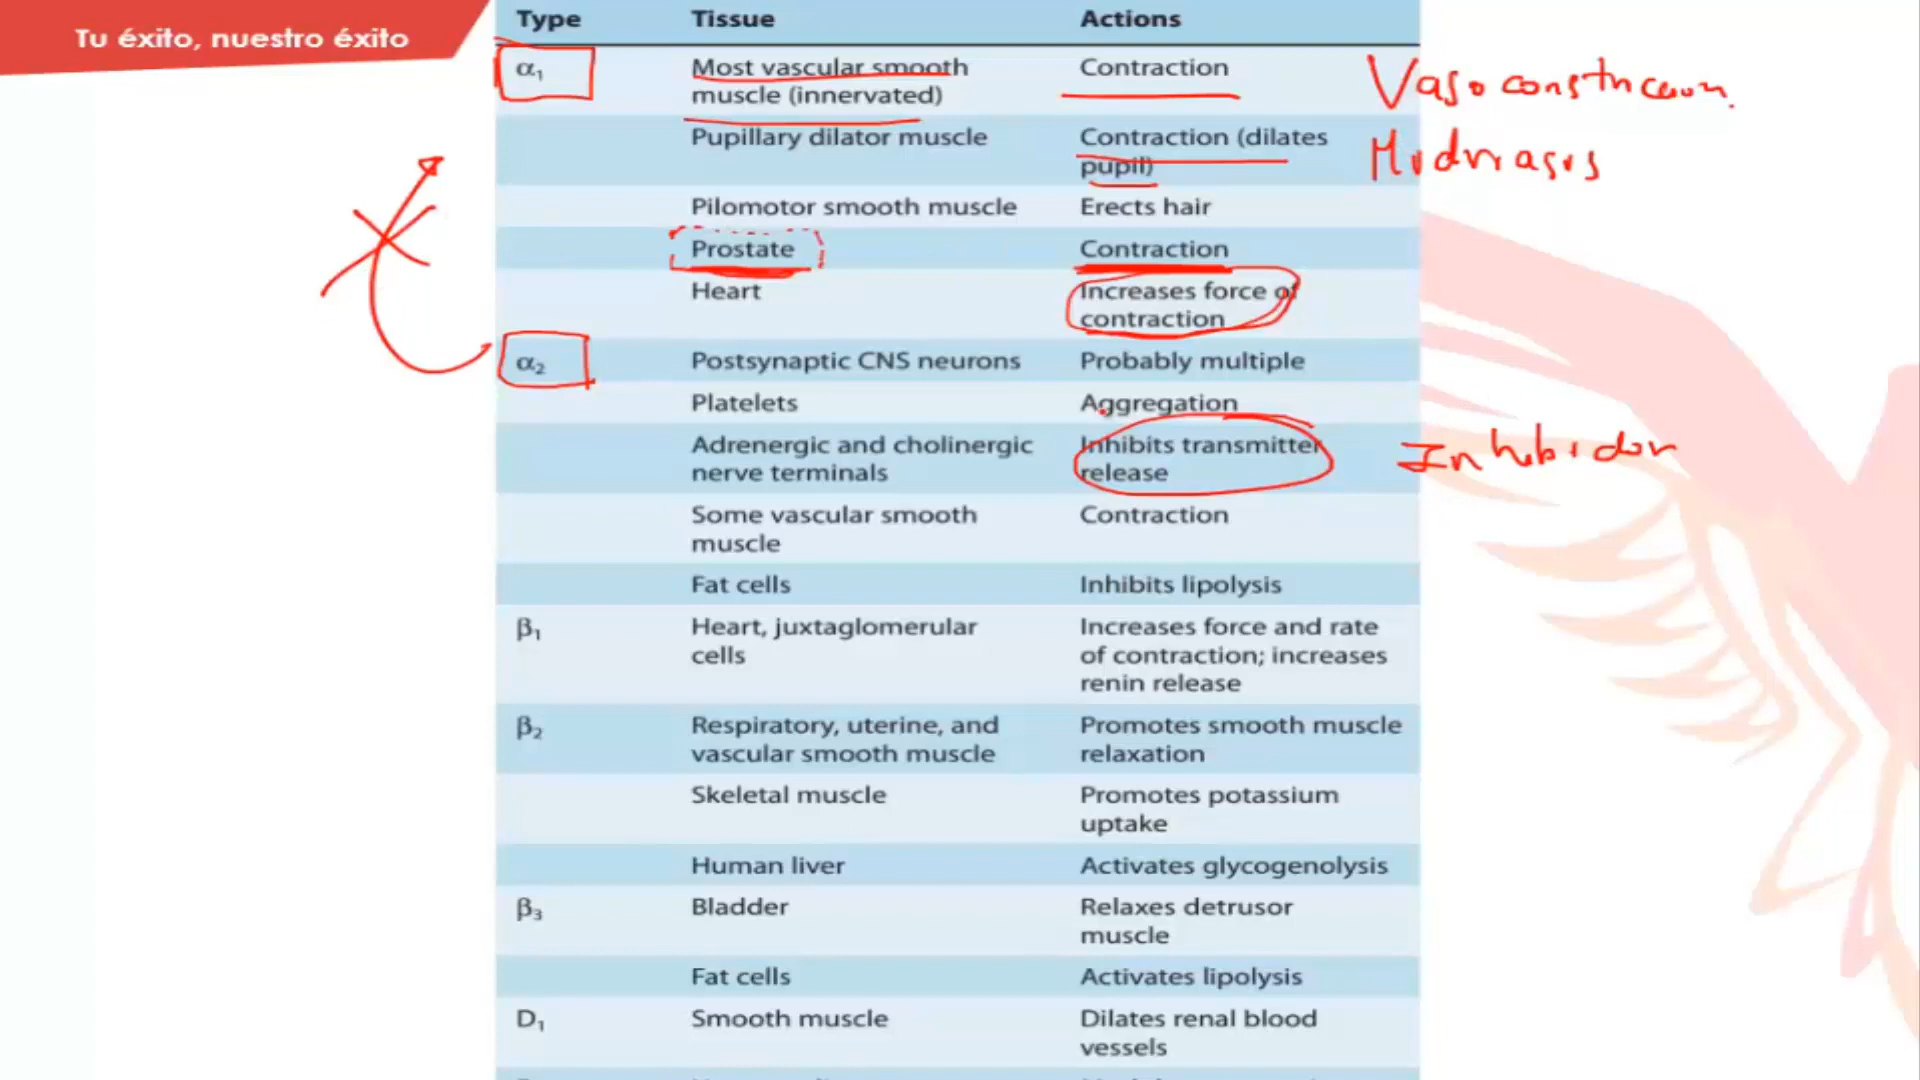 Tu éxito, nuestro éxito
Type Tissue Actions
α1 Most vascular smooth muscle (innervated) Contraction Vasoconstriccion.
Pupillary dilator muscle Contraction (dilates pupil) Midriasis
Pilomotor smooth muscle Erects hair
Prostate Contraction
Heart Increases force of contraction
α2 Postsynaptic CNS neurons Probably multiple
Platelets Aggregation
Adrenergic and cholinergic nerve terminals Inhibits transmitter release Inhibidor
Some vascular smooth muscle Contraction
Fat cells Inhibits lipolysis
β1 Heart, juxtaglomerular cells Increases force and rate of contraction; increases renin release
β2 Respiratory, uterine, and vascular smooth muscle Promotes smooth muscle relaxation
Skeletal muscle Promotes potassium uptake
Human liver Activates glycogenolysis
β3 Bladder Relaxes detrusor muscle
Fat cells Activates lipolysis
D1 Smooth muscle Dilates renal blood vessels